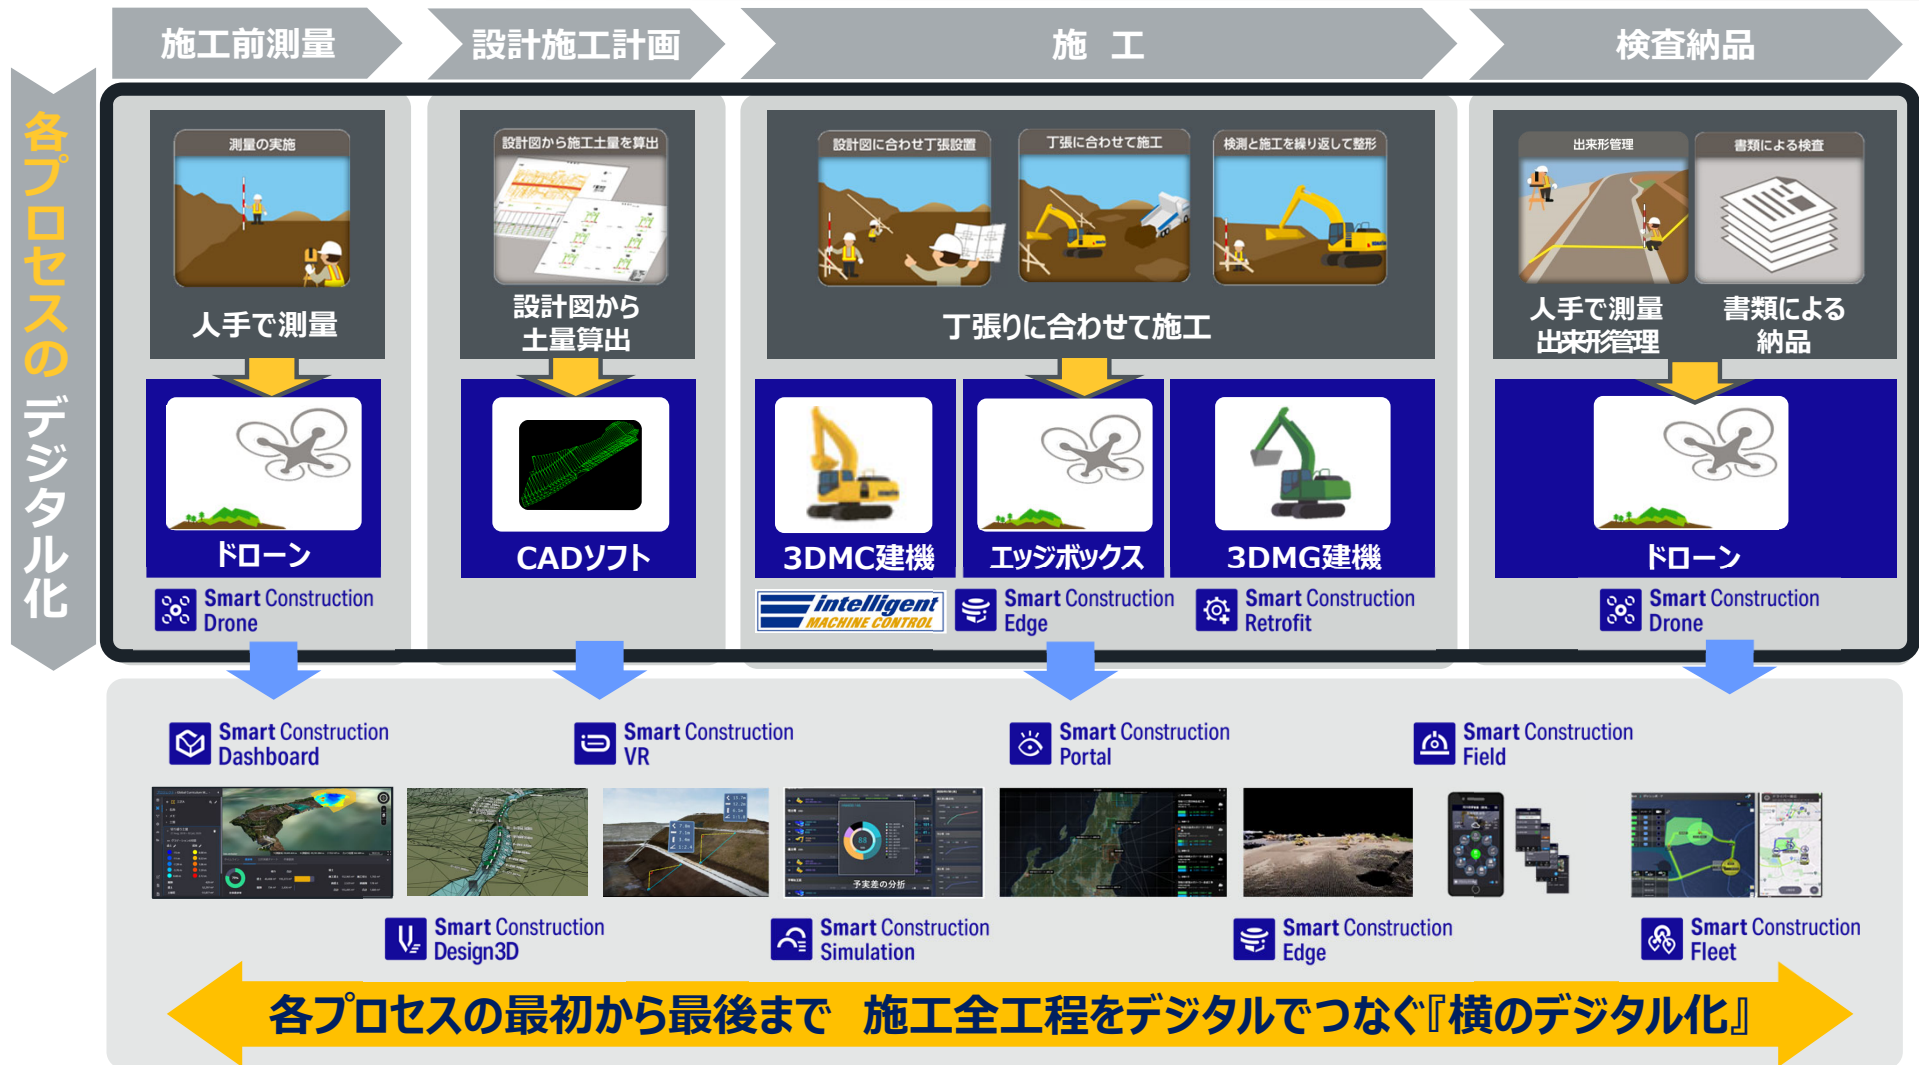 施工前測量
設計施工計画
施 工
検査納品
各プロセスの デジタル化
測量の実施
設計図から施工土量を算出
設計図に合わせ丁張設置
丁張に合わせて施工
検測と施工を繰り返して整形
出来形管理
書類による検査
人手で測量
設計図から
土量算出
丁張りに合わせて施工
人手で測量
出来形管理
書類による
納品
ドローン
CADソフト
3DMC建機
エッジボックス
3DMG建機
ドローン
Smart Construction
Drone
intelligent
MACHINE CONTROL
Smart Construction
Edge
Smart Construction
Retrofit
Smart Construction
Drone
Smart Construction
Dashboard
Smart Construction
VR
Smart Construction
Portal
Smart Construction
Field
予実差の分析
Smart Construction
Design3D
Smart Construction
Simulation
Smart Construction
Edge
Smart Construction
Fleet
各プロセスの最初から最後まで 施工全工程をデジタルでつなぐ『横のデジタル化』